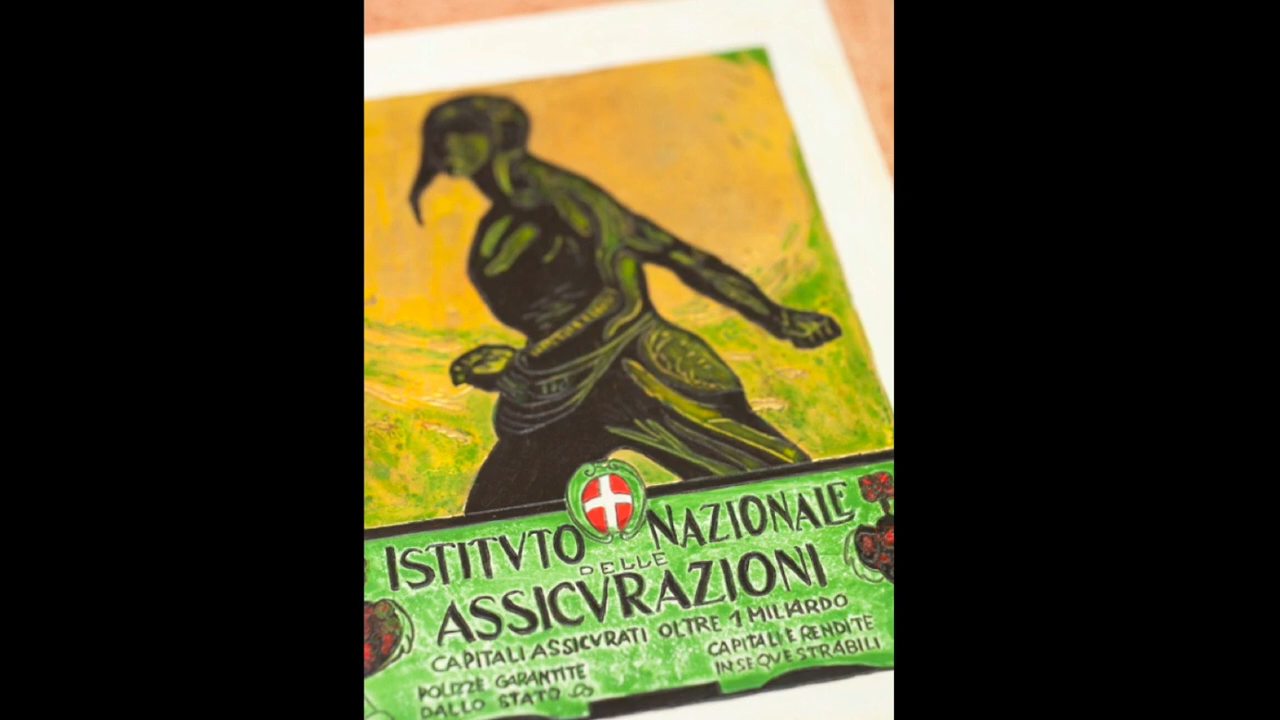 ISTITVTO NAZIONALE
DELLE
ASSICVRAZIONI
CAPITALI ASSICVRATI OLTRE 1 MILIARDO
POLIZZE GARANTITE
DALLO STATO
CAPITALI E RENDITE
INSEQVESTRABILI